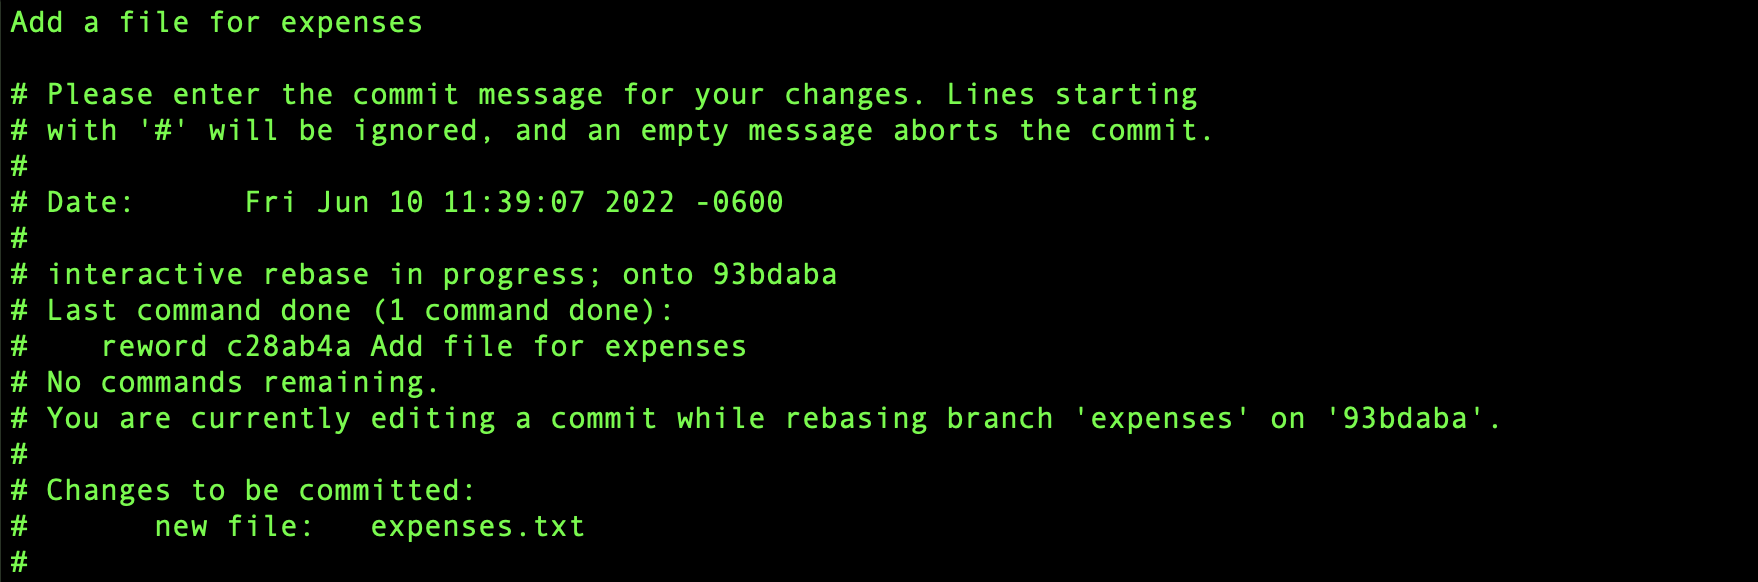 Add a file for expenses

# Please enter the commit message for your changes. Lines starting
# with '#' will be ignored, and an empty message aborts the commit.
#
# Date:      Fri Jun 10 11:39:07 2022 -0600
#
# interactive rebase in progress; onto 93bdaba
# Last command done (1 command done):
#    reword c28ab4a Add file for expenses
# No commands remaining.
# You are currently editing a commit while rebasing branch 'expenses' on '93bdaba'.
#
# Changes to be committed:
#       new file:   expenses.txt
#